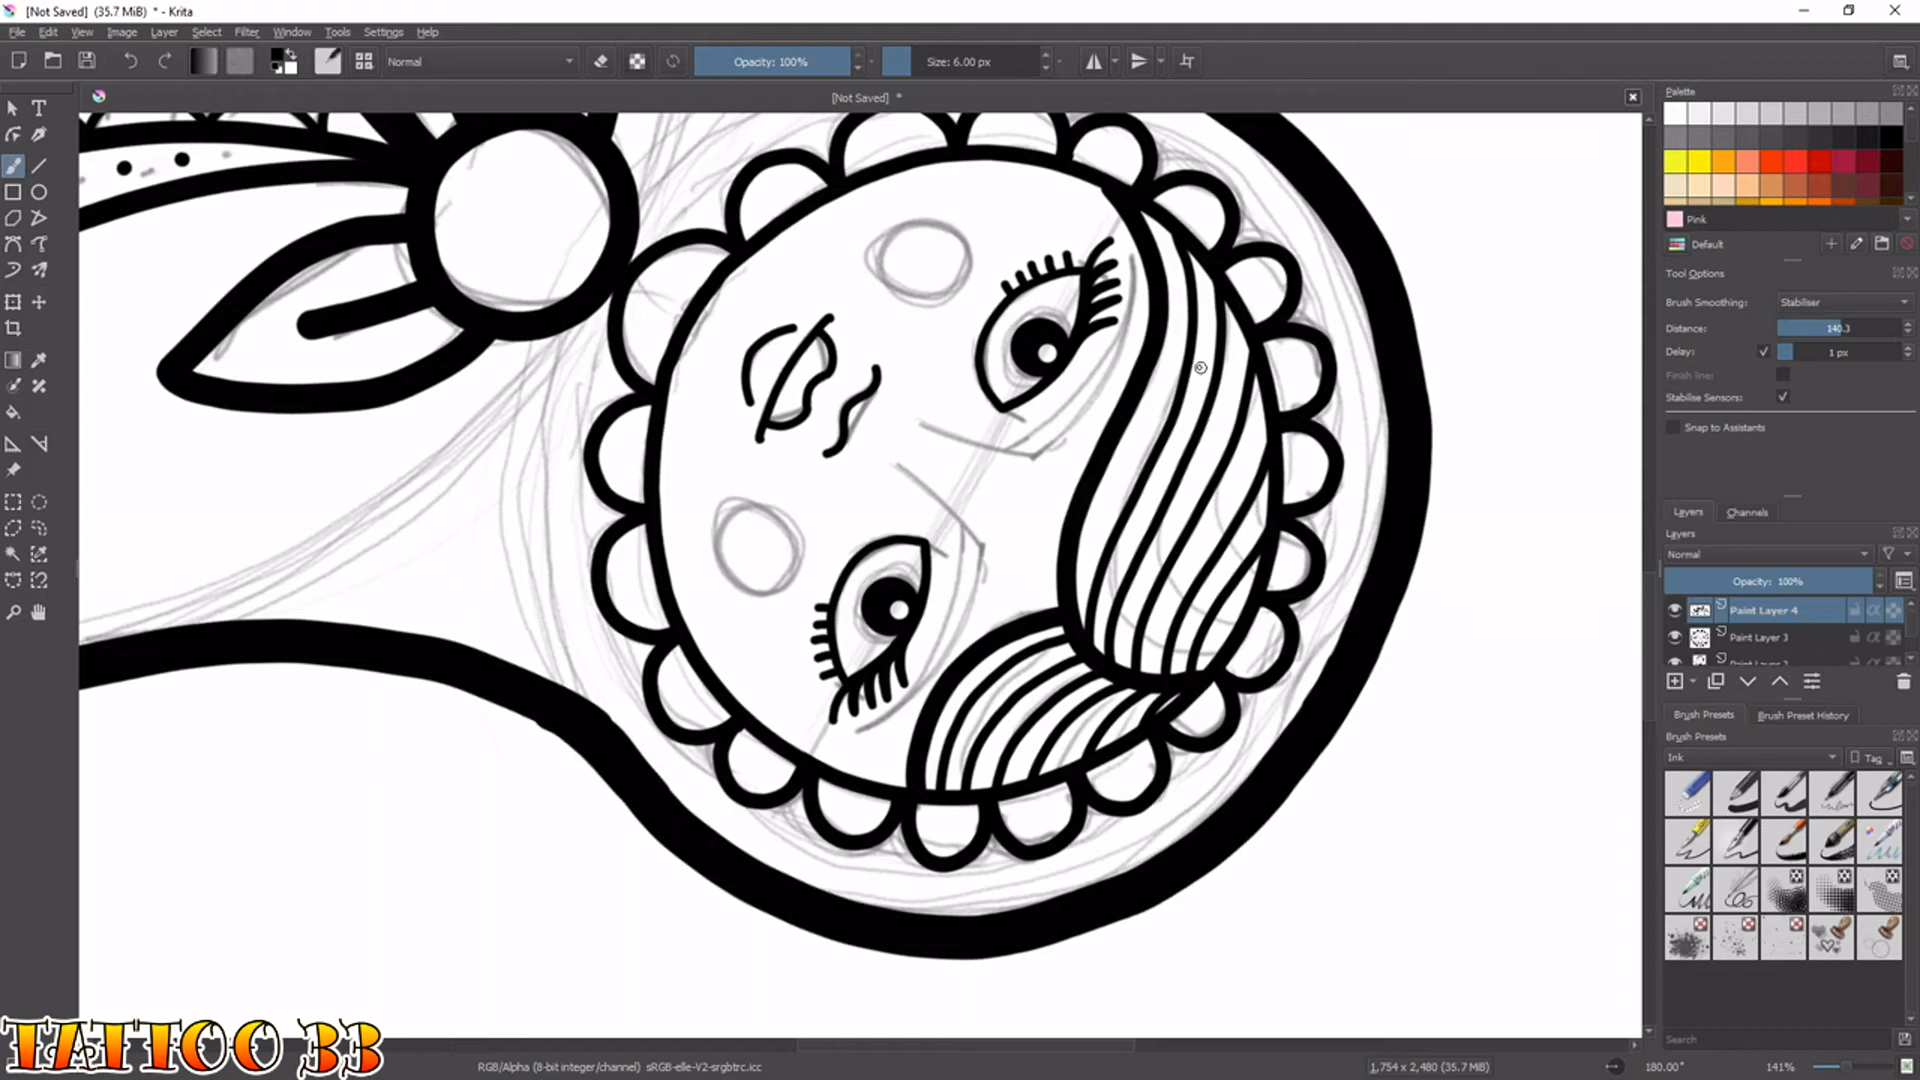 [Not Saved] (35.7 MiB) * - Krita
File Edit View Image Layer Select Filter Window Tools Settings Help
Normal
Opacity: 100%
Size: 6.00 px
[Not Saved] *
Palette
Pink
Default
Tool Options
Brush Smoothing:
Stabiliser
Distance:
140.3
Delay:
1 px
Finish line:
Stabilise Sensors:
Snap to Assistants
Layers
Channels
Layers
Normal
Opacity: 100%
Paint Layer 4
Paint Layer 3
Brush Presets
Brush Preset History
Brush Presets
Ink
Tag
Search
TATTOO 33
RGB/Alpha (8-bit integer/channel) sRGB-elle-V2-srgbtrc.icc
1,754 x 2,480 (35.7 MiB)
180.00°
141%